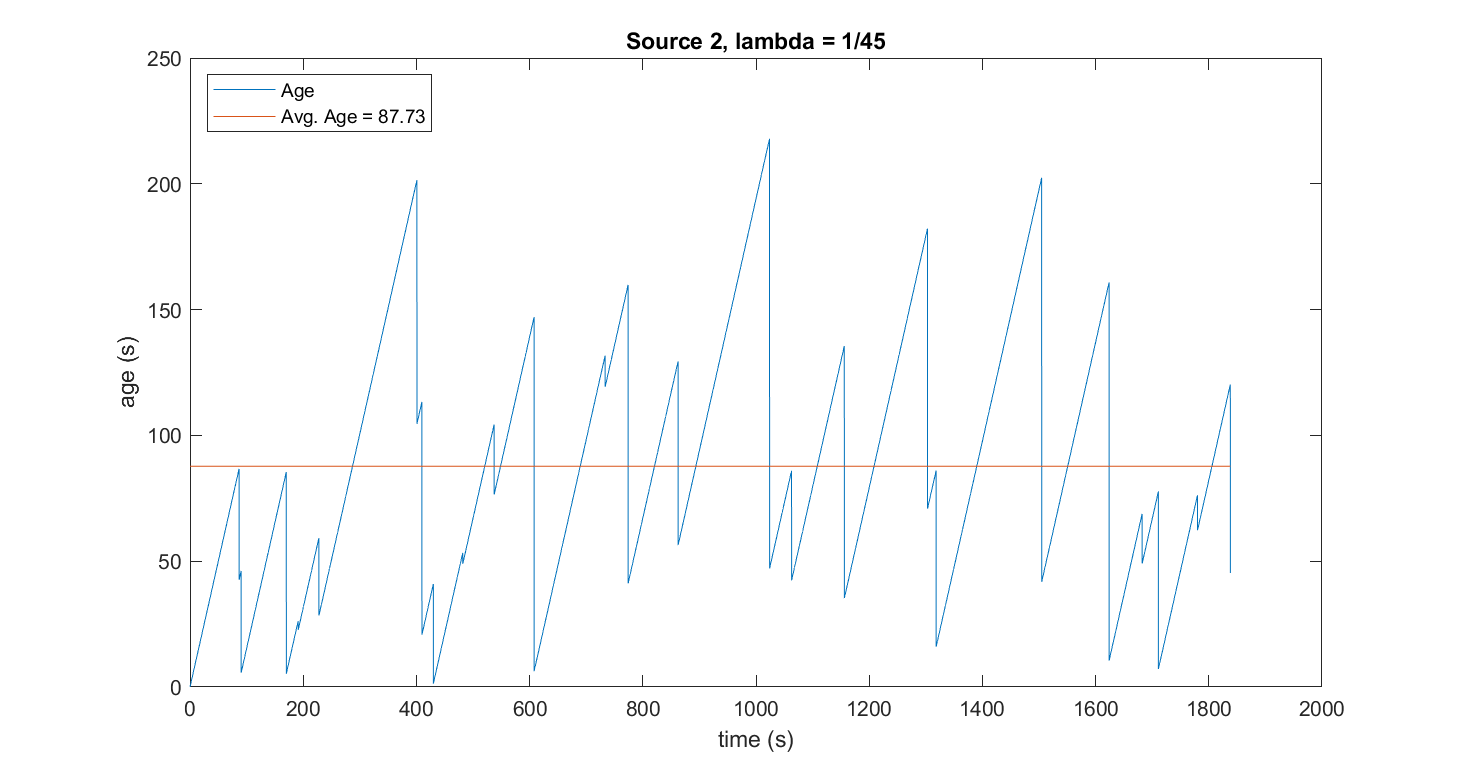 Source 2, lambda = 1/45
250
200
150
100
50
0
age (s)
Age
Avg. Age = 87.73
0 200 400 600 800 1000 1200 1400 1600 1800 2000
time (s)